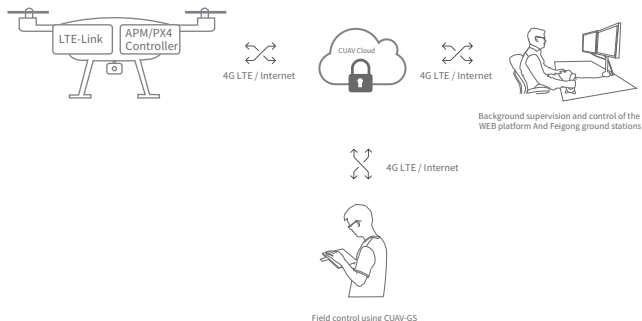 LTE-Link
APM/PX4
Controller
CUAV Cloud
4G LTE / Internet
4G LTE / Internet
Background supervision and control of the
WEB platform And Feigong ground stations
4G LTE / Internet
Field control using CUAV-GS